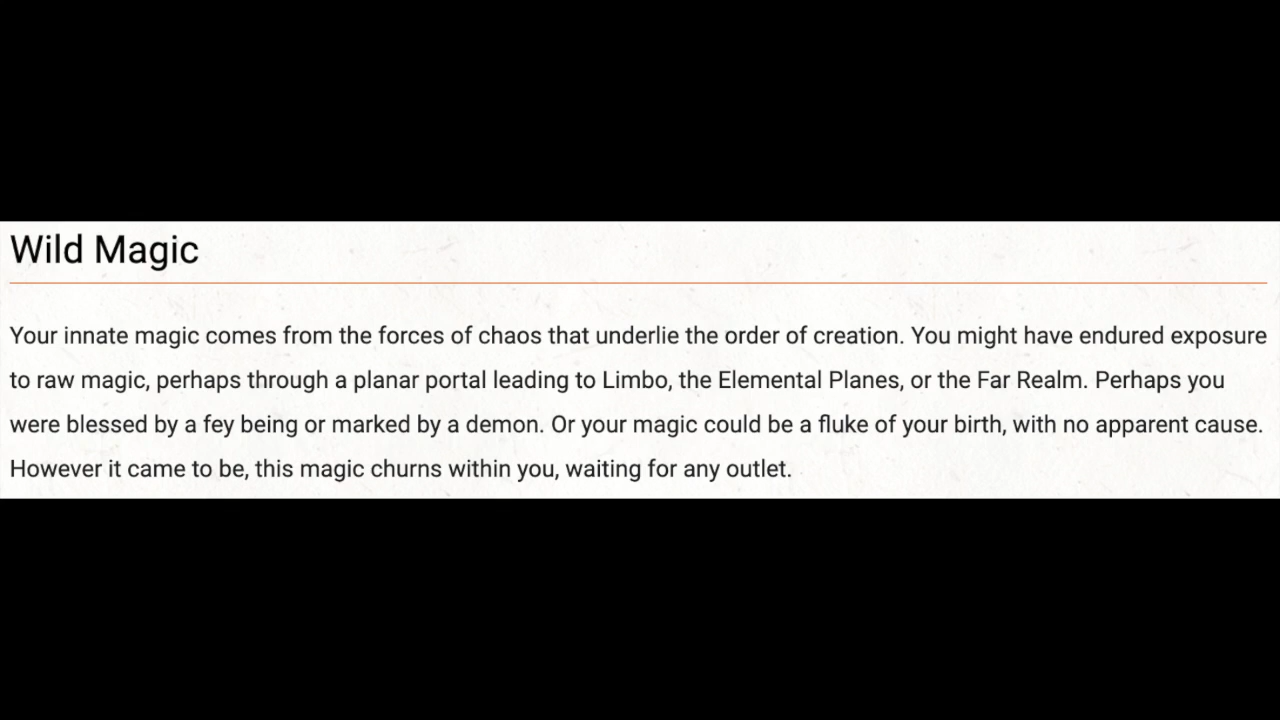 Wild Magic
Your innate magic comes from the forces of chaos that underlie the order of creation. You might have endured exposure
to raw magic, perhaps through a planar portal leading to Limbo, the Elemental Planes, or the Far Realm. Perhaps you
were blessed by a fey being or marked by a demon. Or your magic could be a fluke of your birth, with no apparent cause.
However it came to be, this magic churns within you, waiting for any outlet.